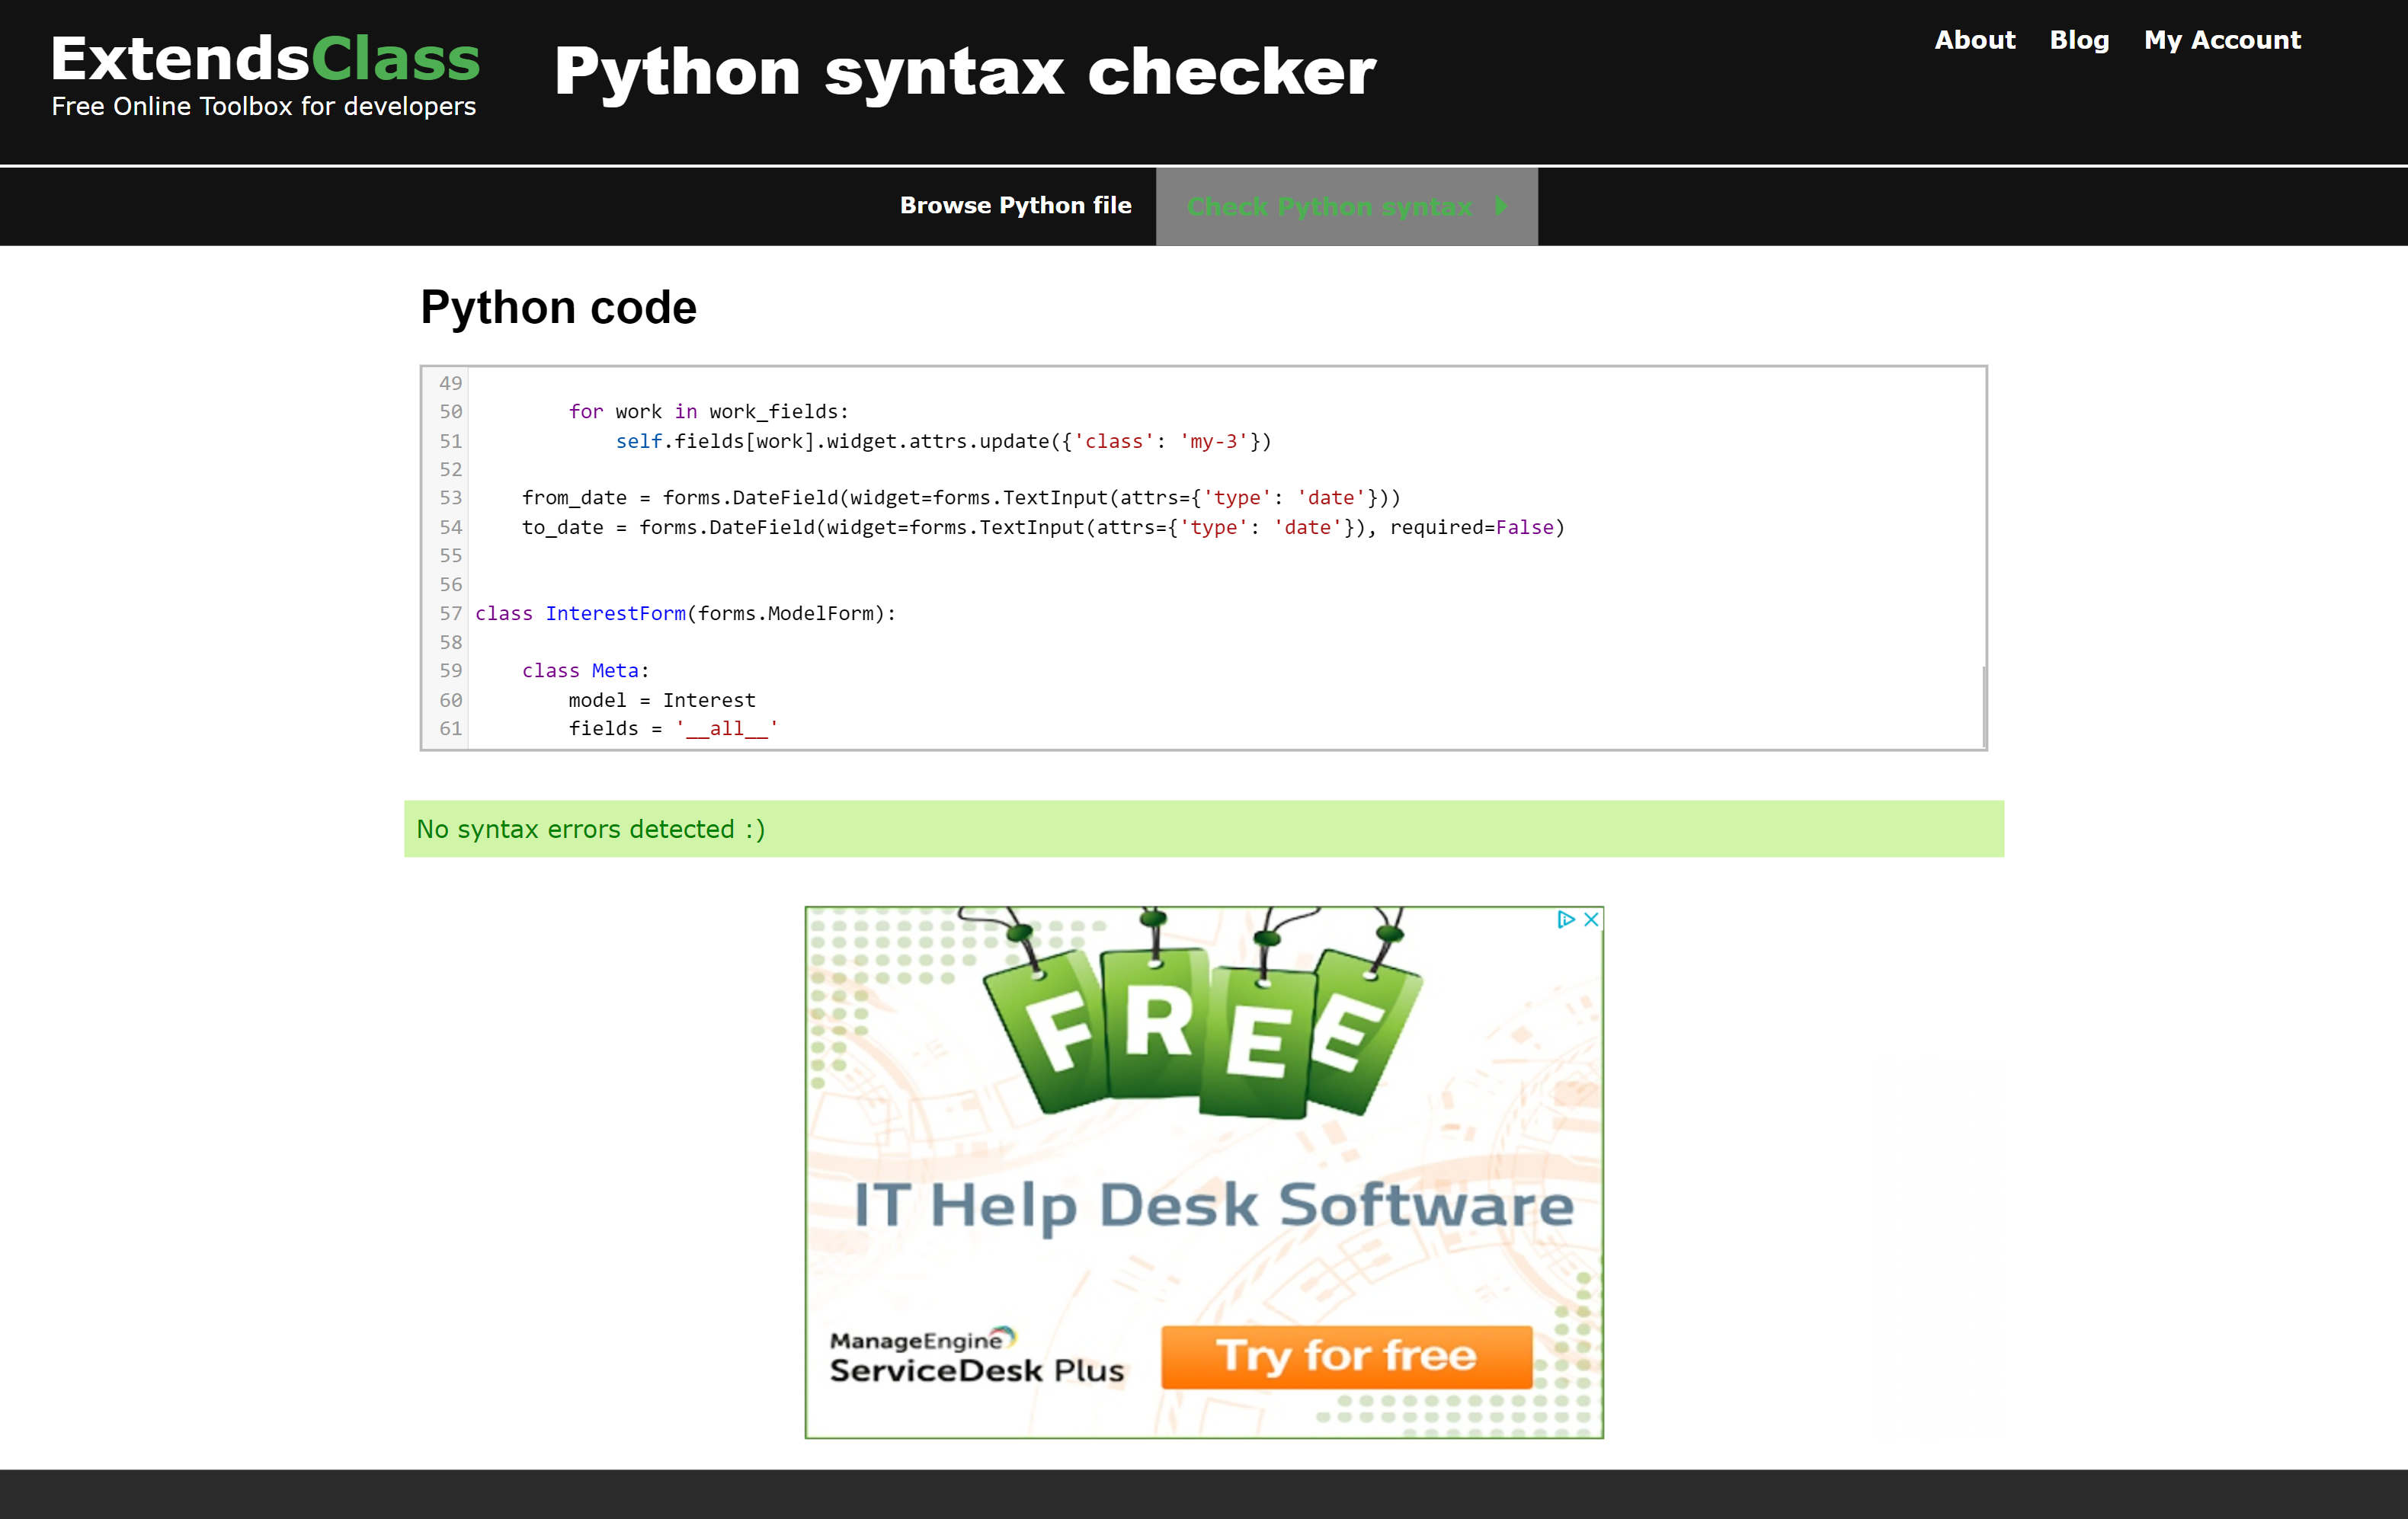 ExtendsClass
Free Online Toolbox for developers
Python syntax checker
About Blog My Account
Browse Python file
Check Python syntax
Python code
49
50         for work in work_fields:
51             self.fields[work].widget.attrs.update({'class': 'my-3'})
52
53     from_date = forms.DateField(widget=forms.TextInput(attrs={'type': 'date'}))
54     to_date = forms.DateField(widget=forms.TextInput(attrs={'type': 'date'}), required=False)
55
56
57 class InterestForm(forms.ModelForm):
58
59     class Meta:
60         model = Interest
61         fields = '__all__'
No syntax errors detected :)
FREE
IT Help Desk Software
ManageEngine
ServiceDesk Plus
Try for free